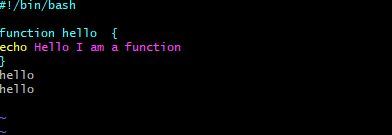 #!/bin/bash
function hello  {
echo Hello I am a function
}
hello
hello
~
~